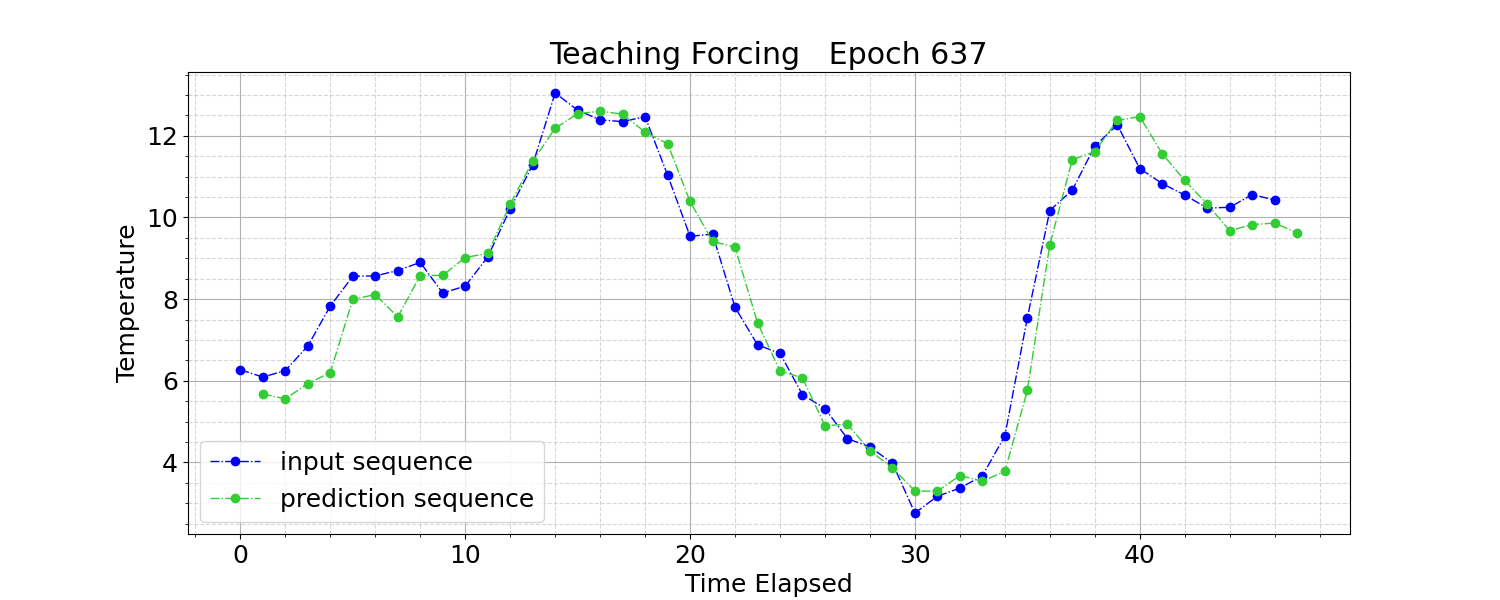 Teaching Forcing   Epoch 637
Temperature
12
10
8
6
4
input sequence
prediction sequence
0 10 20 30 40
Time Elapsed